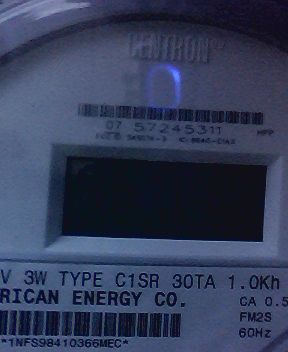 CENTRON
07 57245311
V 3W TYPE C1SR 30TA 1.0Kh
RICAN ENERGY CO.
CA 0.5
FM2S
60Hz
*1NFS98410366MEC*